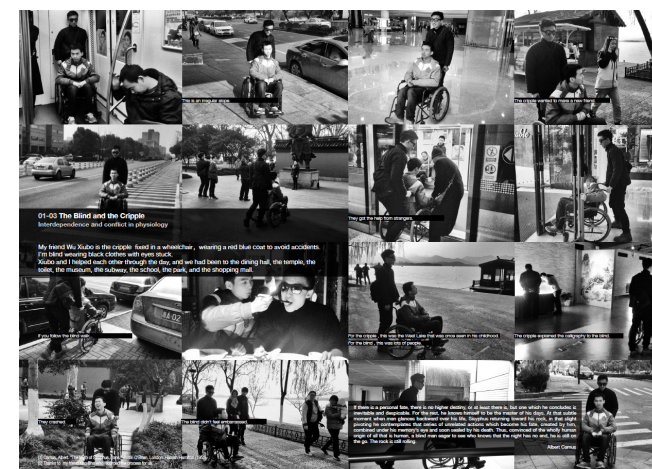 This is an irregular slope
The cripple wanted to make a new friend.
They got the help from strangers.
01-03 The Blind and the Cripple
Interdependence and conflict in physiology
My friend Wu Xiubo is the cripple fixed in a wheelchair, wearing a red blue coat to avoid accidents.
I'm blind wearing black clothes with eyes stuck.
Xiubo and I helped each other through the day, and we had been to the dining hall, the temple, the
toilet, the museum, the subway, the school, the park, and the shopping mall.
If you follow the blind walk
For the cripple, this was the West Lake that was once seen in his childhood.
For the blind, this was lots of people.
The cripple explained the calligraphy to the blind.
They crashed.
The blind didn't feel embarrassed.
If there is a personal fate, there is no higher destiny, or at least there is, but one which he concludes is
inevitable and despicable. For the rest, he knows himself to be the master of his days. At that subtle
moment when man glances backward over his life, Sisyphus returning toward his rock, in that slight
pivoting he contemplates that series of unrelated actions which become his fate, created by him,
combined under his memory's eye and soon sealed by his death. Thus, convinced of the wholly human
origin of all that is human, a blind man eager to see who knows that the night has no end, he is still on
the go. The rock is still rolling.
Albert Camus
[1] Camus, Albert.